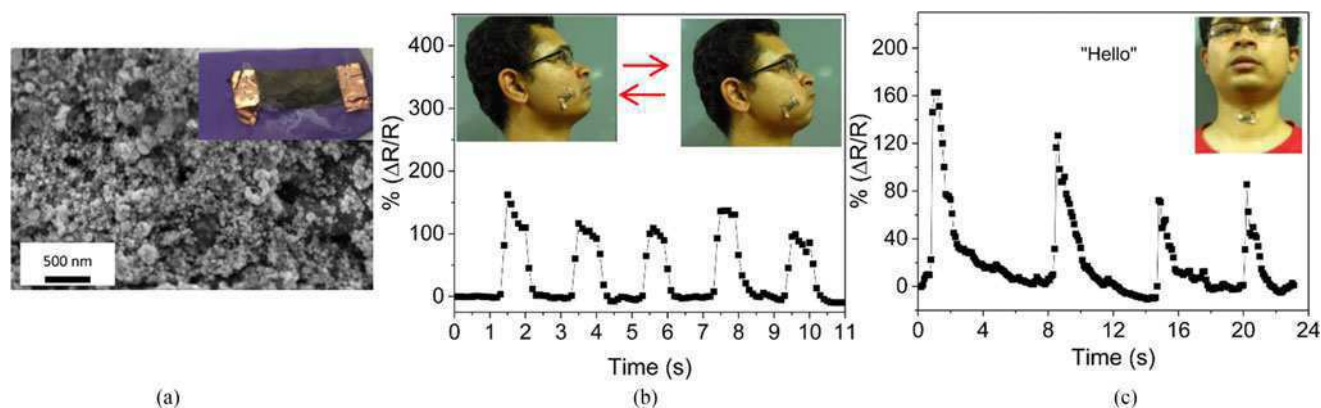 500 nm
(a)
% (ΔR/R)
400
300
200
100
0
0 1 2 3 4 5 6 7 8 9 10 11
Time (s)
(b)
% (ΔR/R)
200
160
120
80
40
0
"Hello"
0 4 8 12 16 20 24
Time (s)
(c)